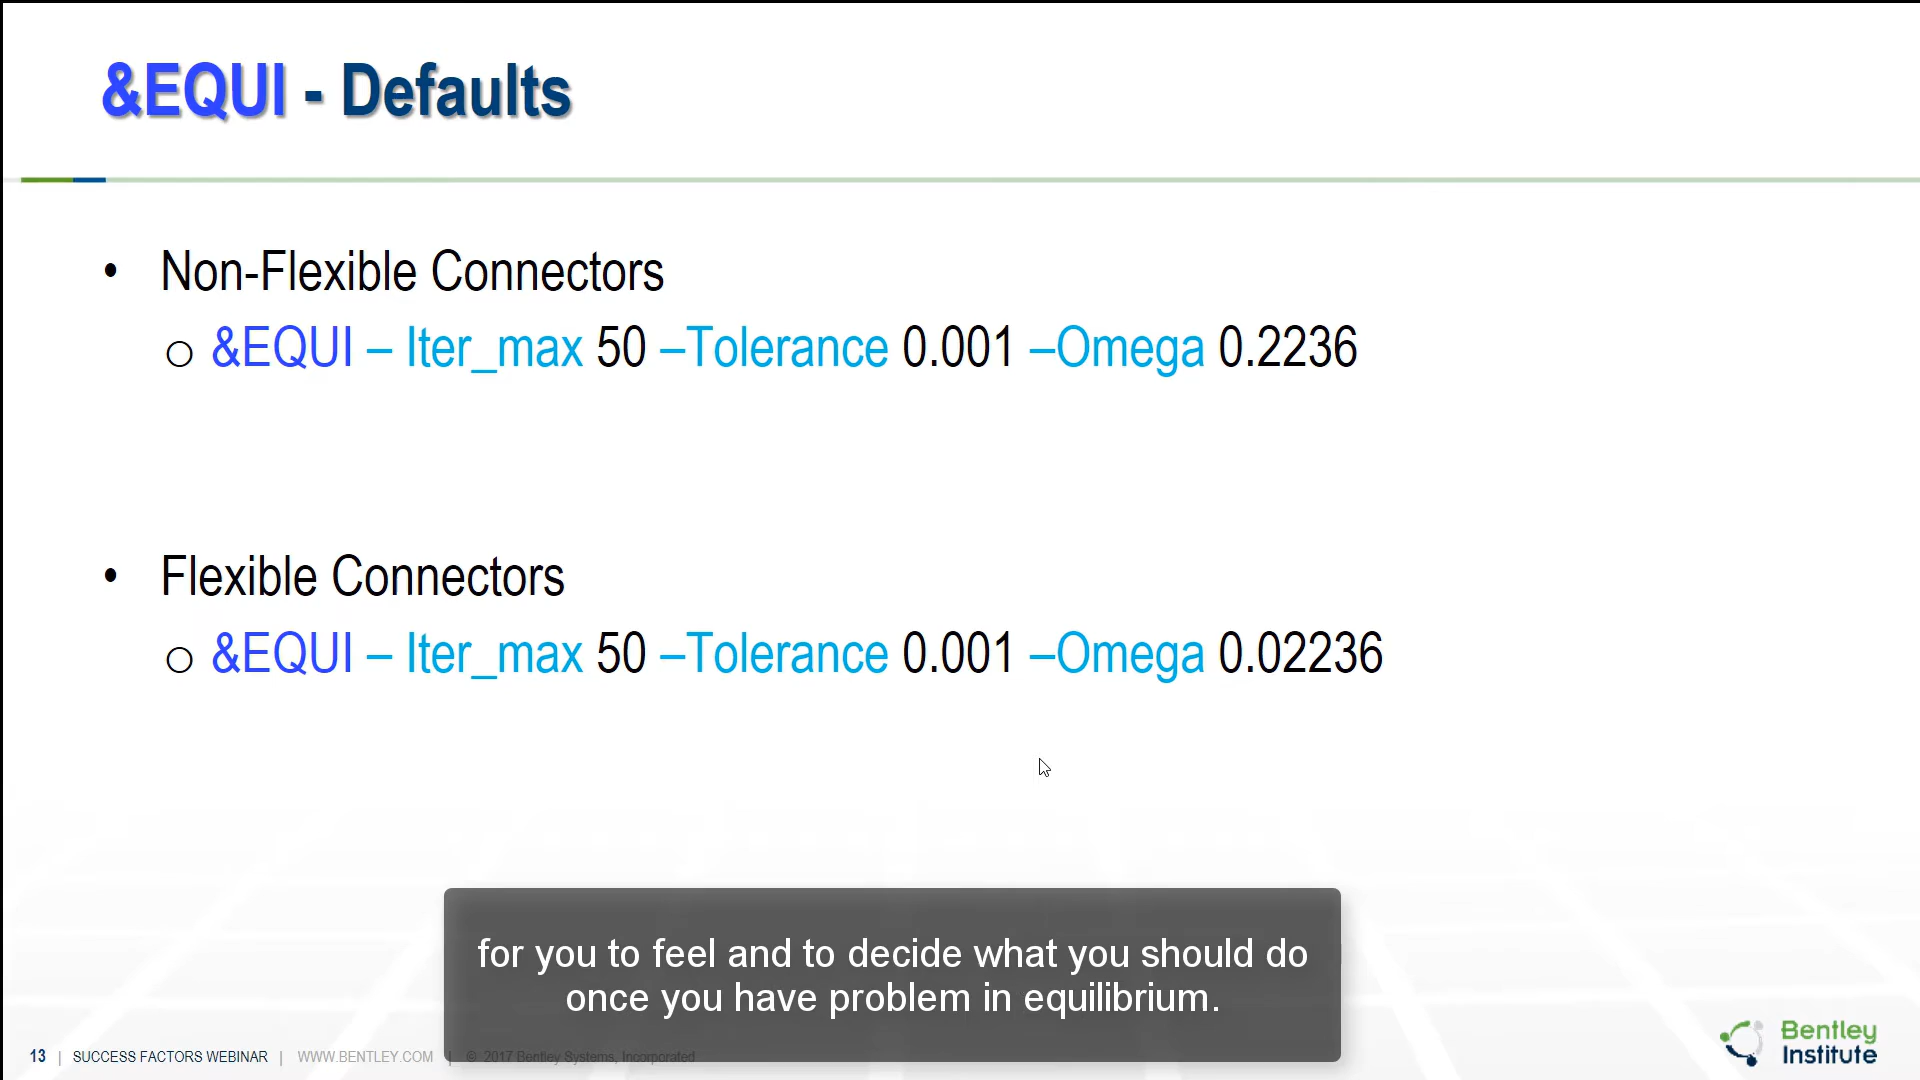 &EQUI - Defaults
• Non-Flexible Connectors
o &EQUI – Iter_max 50 –Tolerance 0.001 –Omega 0.2236
• Flexible Connectors
o &EQUI – Iter_max 50 –Tolerance 0.001 –Omega 0.02236
for you to feel and to decide what you should do
once you have problem in equilibrium.
13 | SUCCESS FACTORS WEBINAR | WWW.BENTLEY.COM | © 2017 Bentley Systems, Incorporated
Bentley
Institute